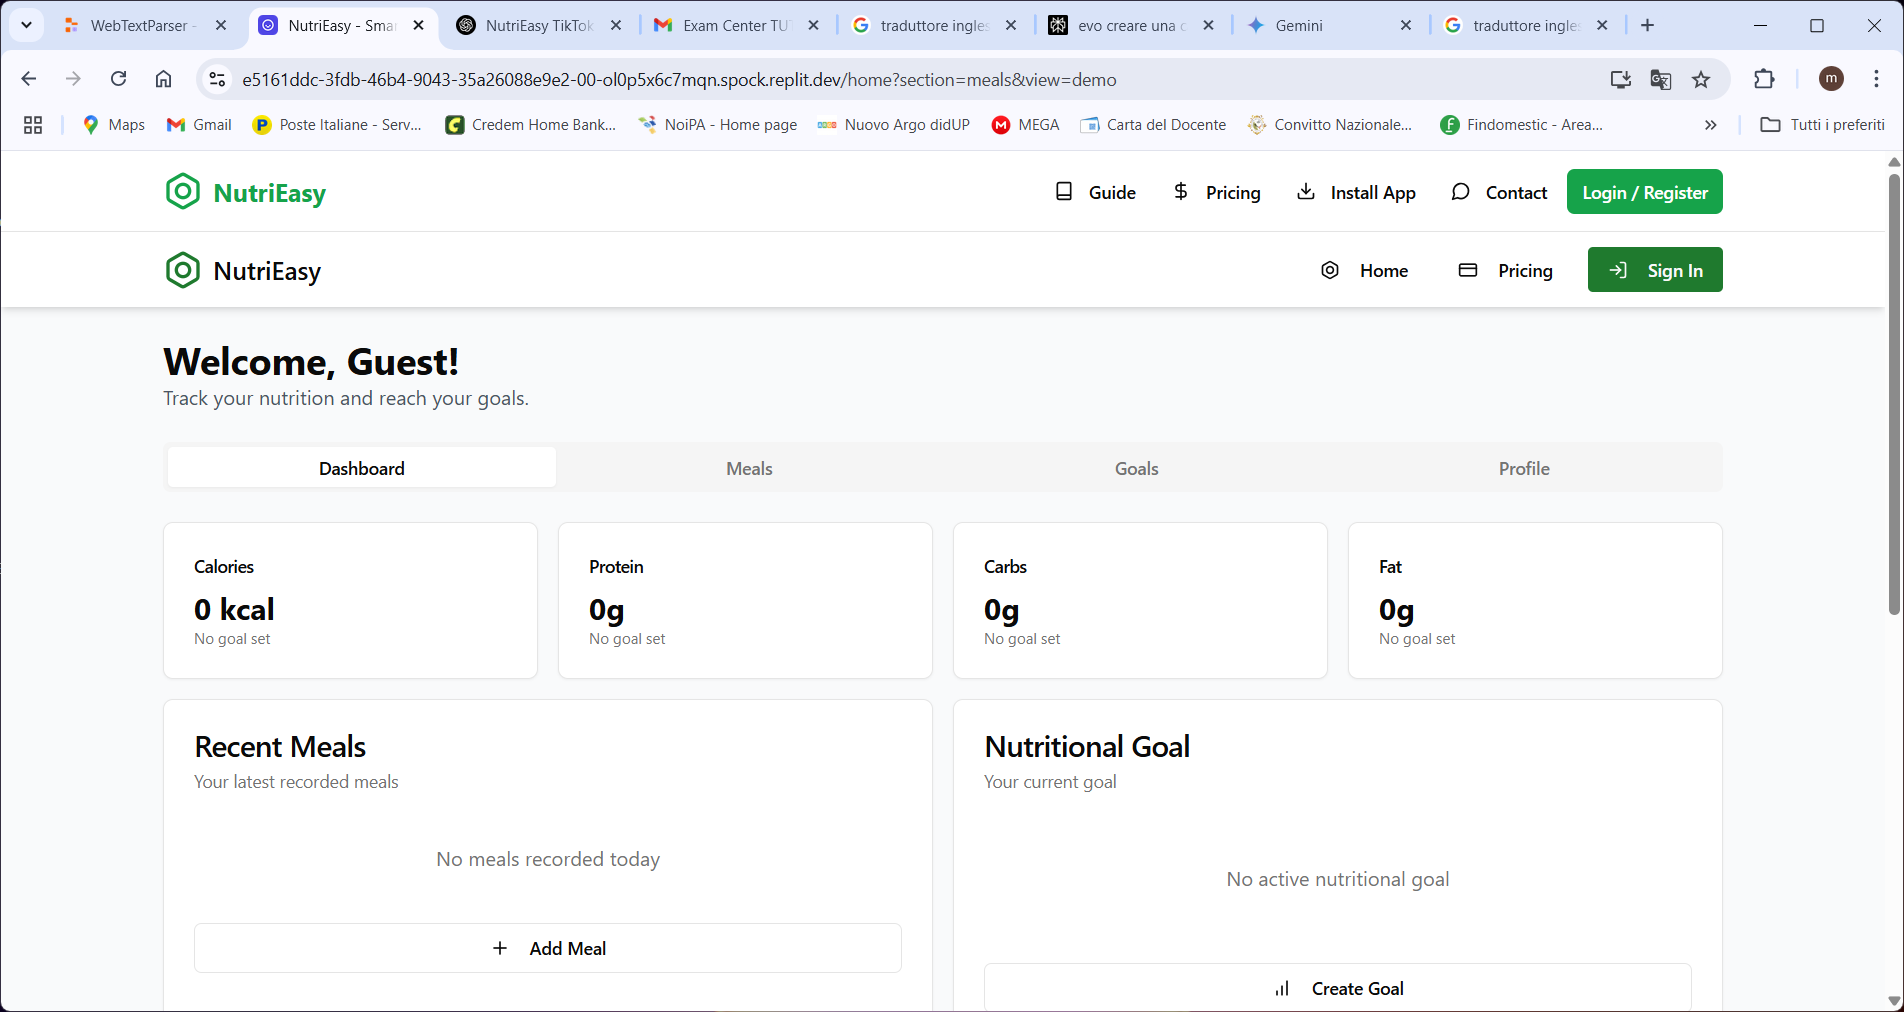 WebTextParser -
NutriEasy - Smar
NutriEasy TikTok
Exam Center TU
traduttore ingles
evo creare una c
Gemini
traduttore ingles
e5161ddc-3fdb-46b4-9043-35a26088e9e2-00-ol0p5x6c7mqn.spock.replit.dev/home?section=meals&view=demo
m
Maps
Gmail
Poste Italiane - Serv...
Credem Home Bank...
NoiPA - Home page
Nuovo Argo didUP
MEGA
Carta del Docente
Convitto Nazionale...
Findomestic - Area...
»
Tutti i preferiti
NutriEasy
Guide
Pricing
Install App
Contact
Login / Register
NutriEasy
Home
Pricing
Sign In
Welcome, Guest!
Track your nutrition and reach your goals.
Dashboard
Meals
Goals
Profile
Calories
0 kcal
No goal set
Protein
0g
No goal set
Carbs
0g
No goal set
Fat
0g
No goal set
Recent Meals
Your latest recorded meals
No meals recorded today
+ Add Meal
Nutritional Goal
Your current goal
No active nutritional goal
Create Goal